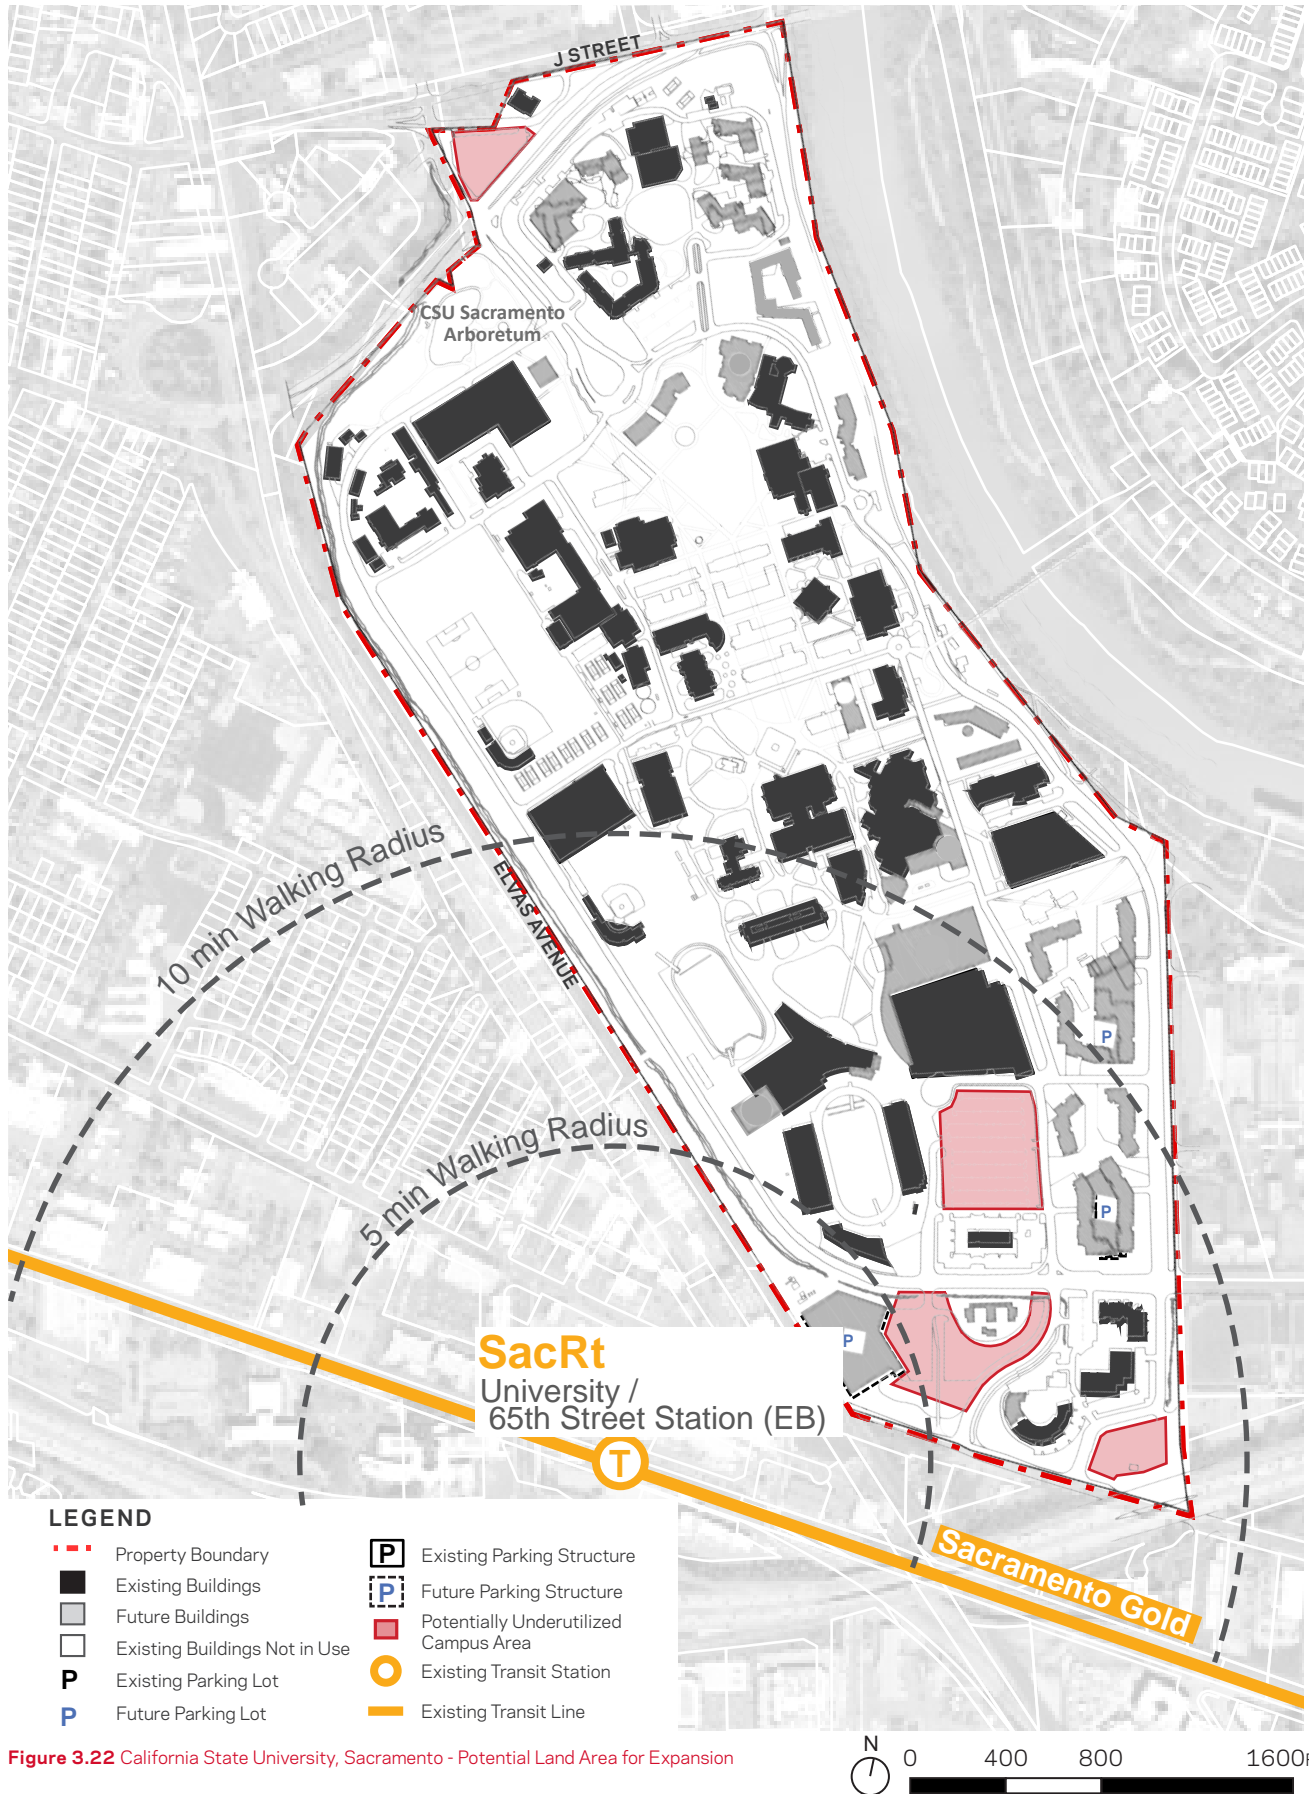 J STREET
CSU Sacramento
Arboretum
10 min Walking Radius
ELVAS AVENUE
P
5 min Walking Radius
P
P
SacRt
University /
65th Street Station (EB)
T
Sacramento Gold
LEGEND
Property Boundary
Existing Buildings
Future Buildings
Existing Buildings Not in Use
P Existing Parking Lot
P Future Parking Lot
P Existing Parking Structure
P Future Parking Structure
Potentially Underutilized
Campus Area
Existing Transit Station
Existing Transit Line
Figure 3.22 California State University, Sacramento - Potential Land Area for Expansion
N
0 400 800 1600